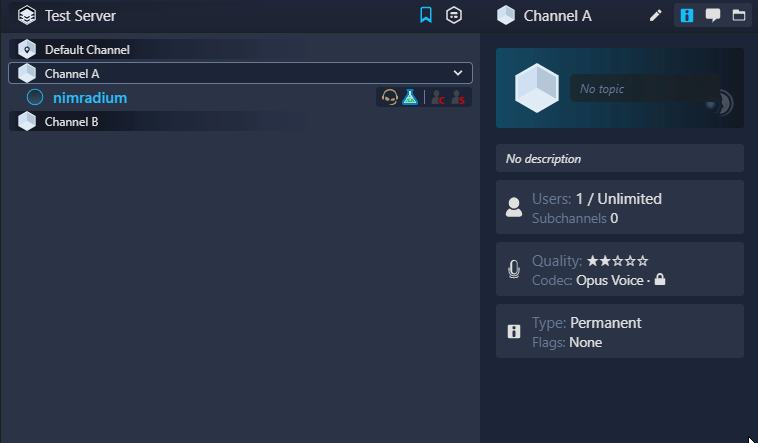 Test Server
Default Channel
Channel A
nimradium
C
S
Channel B
Channel A
No topic
No description
Users: 1 / Unlimited
Subchannels 0
Quality: ★★☆☆☆
Codec: Opus Voice ·
Type: Permanent
Flags: None